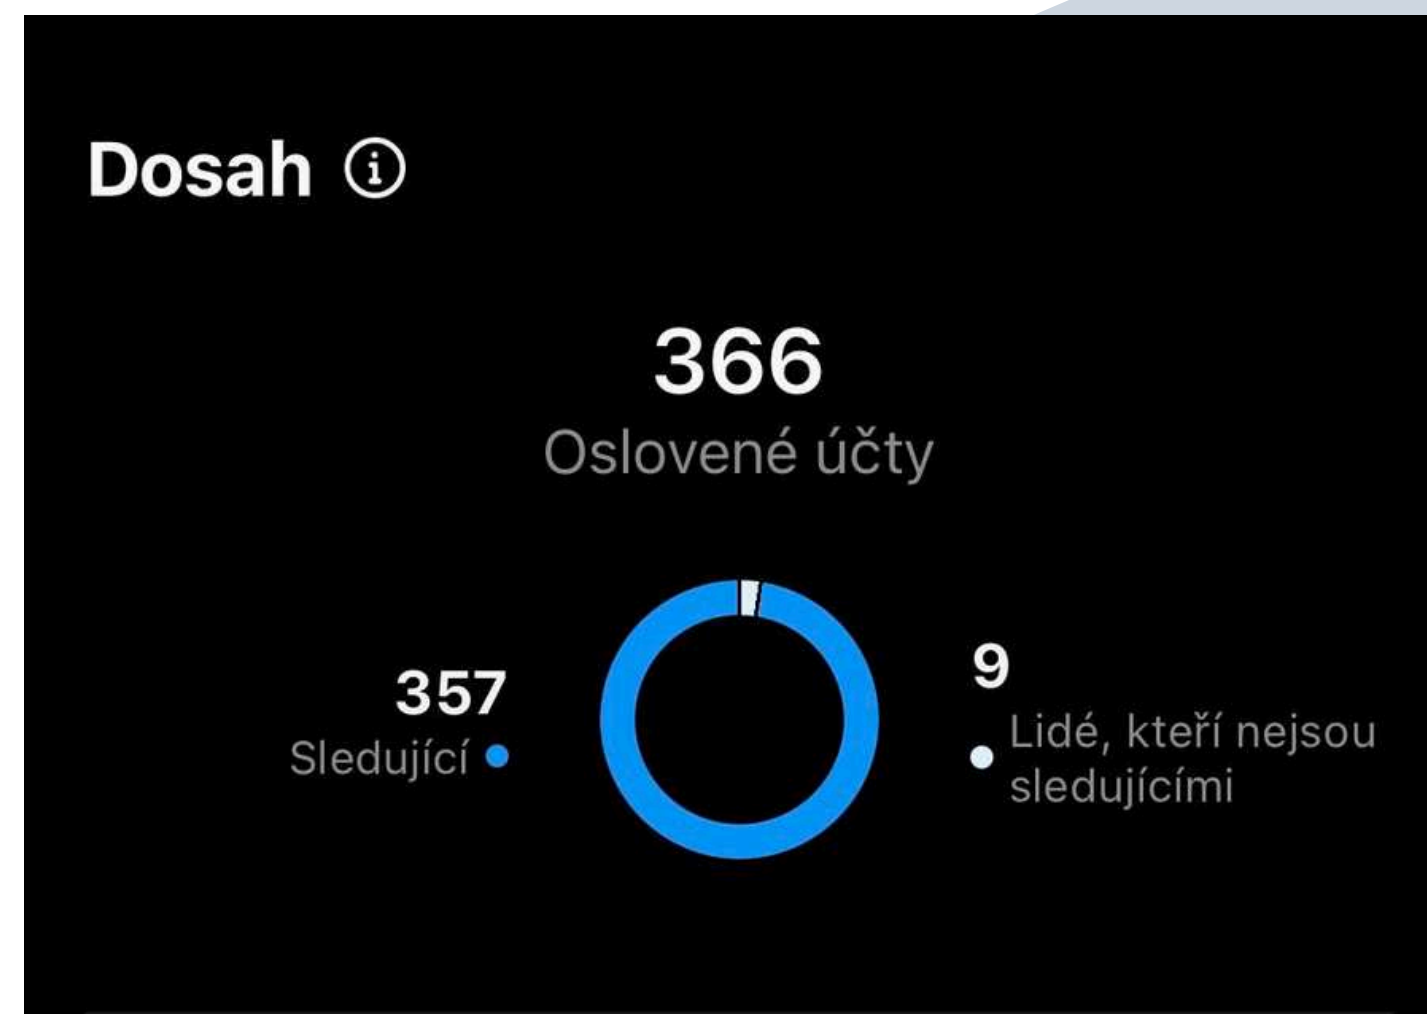 Dosah
366
Oslovené účty
357
Sledující
9
Lidé, kteří nejsou
sledujícími